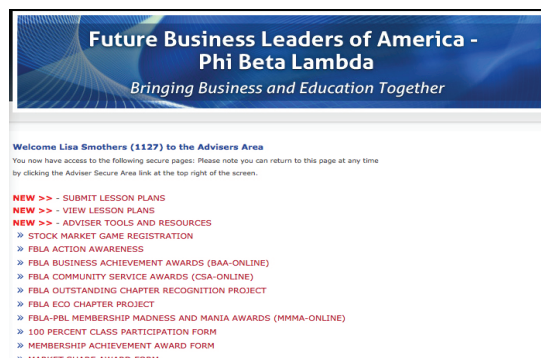 Future Business Leaders of America -
Phi Beta Lambda
Bringing Business and Education Together
Welcome Lisa Smothers (1127) to the Advisers Area
You now have access to the following secure pages: Please note you can return to this page at any time
by clicking the Adviser Secure Area link at the top right of the screen.
NEW >> - SUBMIT LESSON PLANS
NEW >> - VIEW LESSON PLANS
NEW >> - ADVISER TOOLS AND RESOURCES
» STOCK MARKET GAME REGISTRATION
» FBLA ACTION AWARENESS
» FBLA BUSINESS ACHIEVEMENT AWARDS (BAA-ONLINE)
» FBLA COMMUNITY SERVICE AWARDS (CSA-ONLINE)
» FBLA OUTSTANDING CHAPTER RECOGNITION PROJECT
» FBLA ECO CHAPTER PROJECT
» FBLA-PBL MEMBERSHIP MADNESS AND MANIA AWARDS (MMMA-ONLINE)
» 100 PERCENT CLASS PARTICIPATION FORM
» MEMBERSHIP ACHIEVEMENT AWARD FORM
» MARKET SHARE AWARD FORM